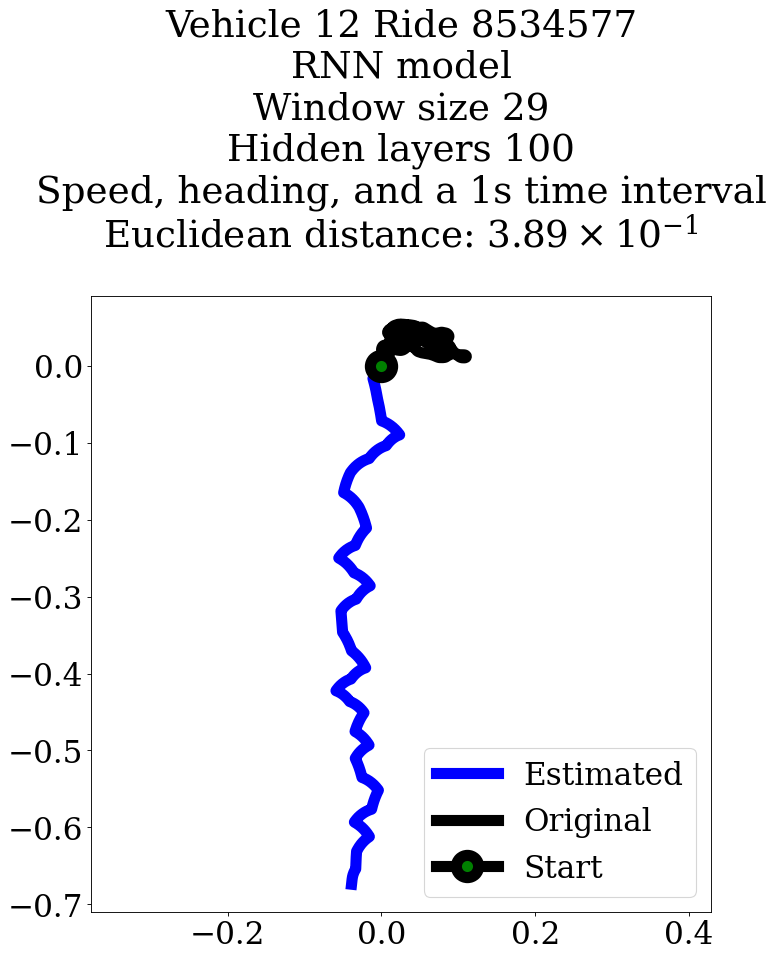 Vehicle 12 Ride 8534577
RNN model
Window size 29
Hidden layers 100
Speed, heading, and a 1s time interval
Euclidean distance: 3.89 × 10⁻¹
0.0
−0.1
−0.2
−0.3
−0.4
−0.5
−0.6
−0.7
Estimated
Original
Start
−0.2 0.0 0.2 0.4